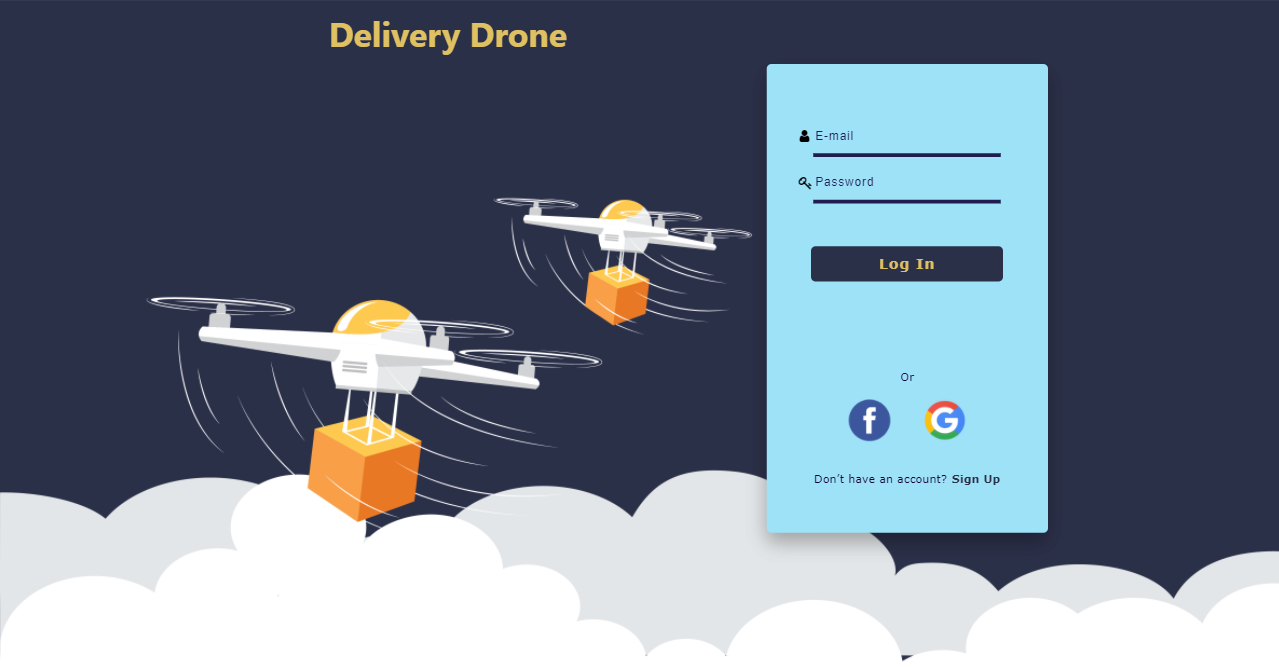 Delivery Drone
E-mail
Password
Log In
Or
f G
Don't have an account? Sign Up